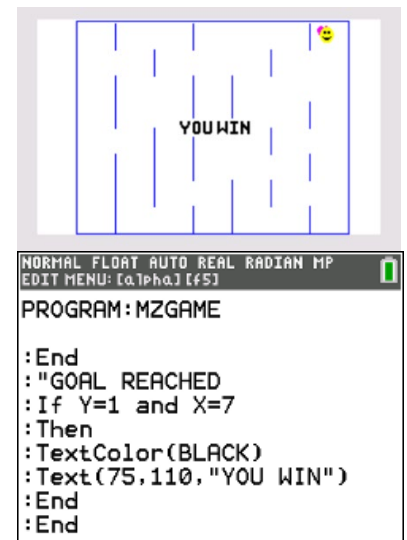 YOU WIN
NORMAL FLOAT AUTO REAL RADIAN MP
EDIT MENU: [alpha] [f5]
PROGRAM:MZGAME
:End
:"GOAL REACHED
:If Y=1 and X=7
:Then
:TextColor(BLACK)
:Text(75,110,"YOU WIN")
:End
:End